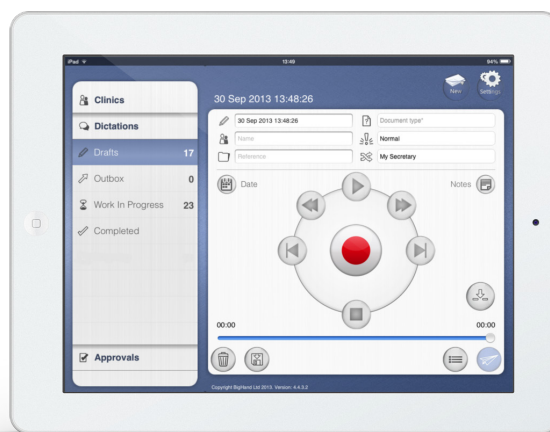 iPad
13:49
94%
New
Settings
Clinics
30 Sep 2013 13:48:26
Dictations
30 Sep 2013 13:48:26
Document type*
Name
Normal
Reference
My Secretary
Drafts 17
Outbox 0
Work In Progress 23
Completed
Date
Notes
00:00
00:00
Approvals
Copyright BigHand Ltd 2013. Version: 4.4.3.2